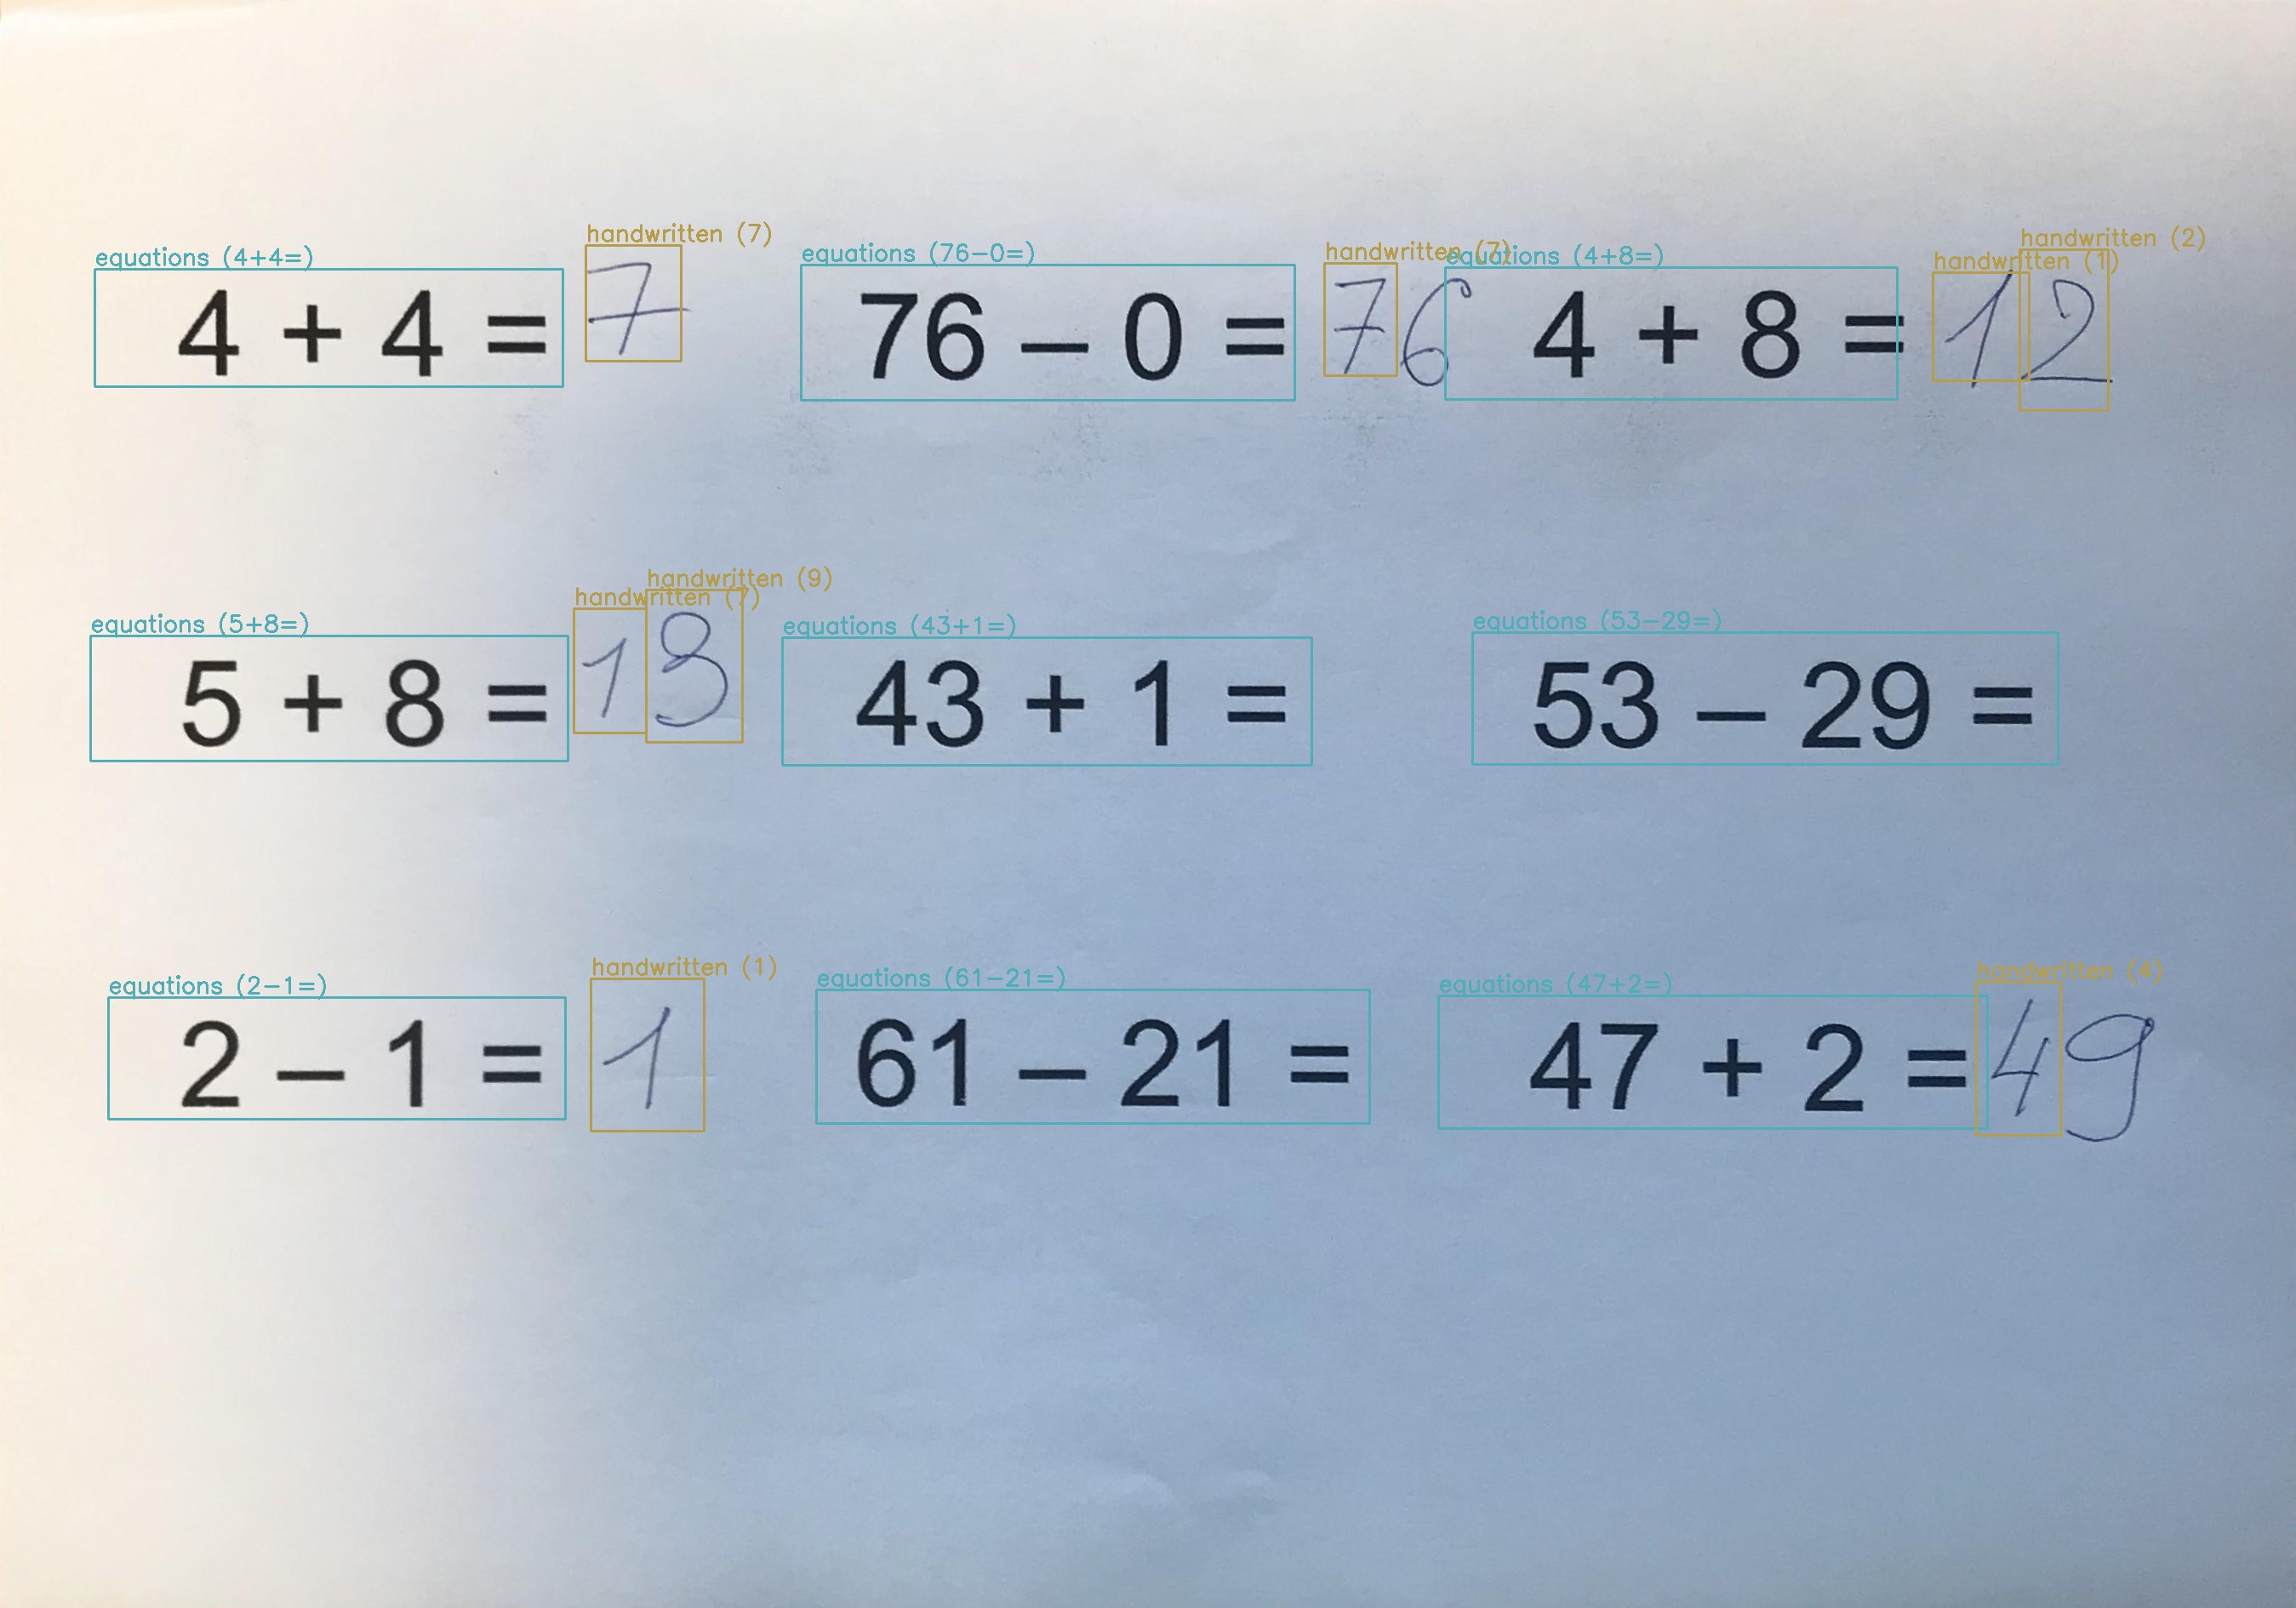 handwritten (7) handwritten (2)
equations (4+4=) equations (76−0=) handwritten (7) equations (4+8=) handwritten (1)
4 + 4 = 7 76 – 0 = 76 4 + 8 = 12
handwritten (9)
equations (5+8=) handwritten (7) equations (43+1=) equations (53−29=)
5 + 8 = 13 43 + 1 = 53 – 29 =
handwritten (1) handwritten (4)
equations (2−1=) equations (61−21=) equations (47+2=)
2 – 1 = 1 61 – 21 = 47 + 2 = 49